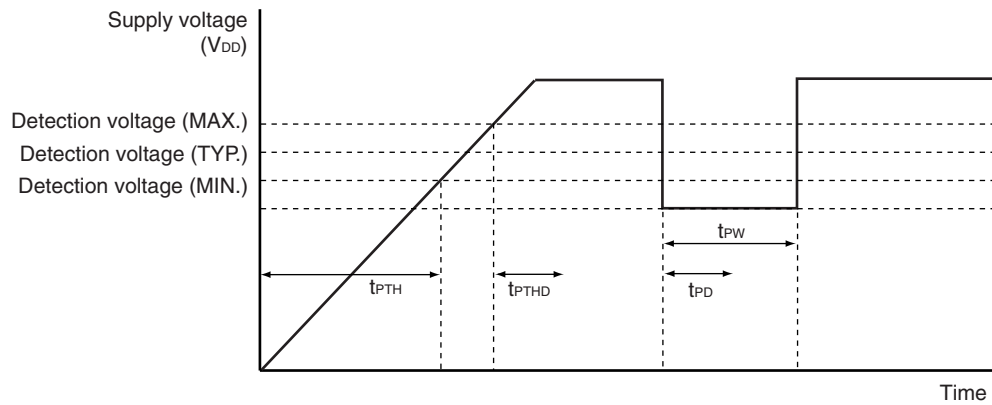 Supply voltage
(VDD)
Detection voltage (MAX.)
Detection voltage (TYP.)
Detection voltage (MIN.)
tPW
tPTH
tPTHD
tPD
Time